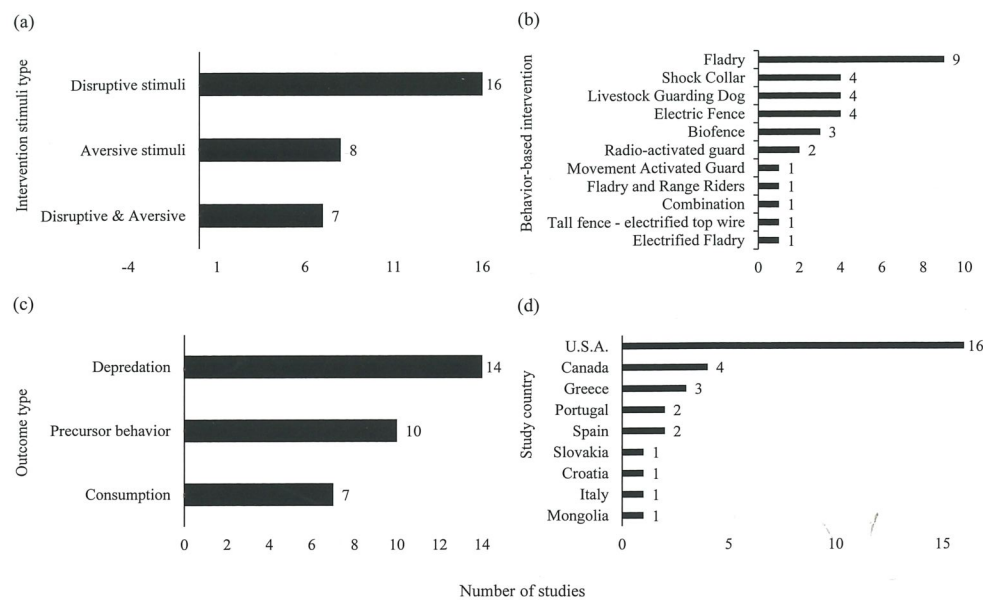 (a)
Intervention stimuli type
Disruptive stimuli 16
Aversive stimuli 8
Disruptive & Aversive 7
-4 1 6 11 16
(b)
Behavior-based intervention
Fladry 9
Shock Collar 4
Livestock Guarding Dog 4
Electric Fence 4
Biofence 3
Radio-activated guard 2
Movement Activated Guard 1
Fladry and Range Riders 1
Combination 1
Tall fence - electrified top wire 1
Electrified Fladry 1
0 2 4 6 8 10
(c)
Outcome type
Depredation 14
Precursor behavior 10
Consumption 7
0 2 4 6 8 10 12 14
(d)
Study country
U.S.A. 16
Canada 4
Greece 3
Portugal 2
Spain 2
Slovakia 1
Croatia 1
Italy 1
Mongolia 1
0 5 10 15
Number of studies